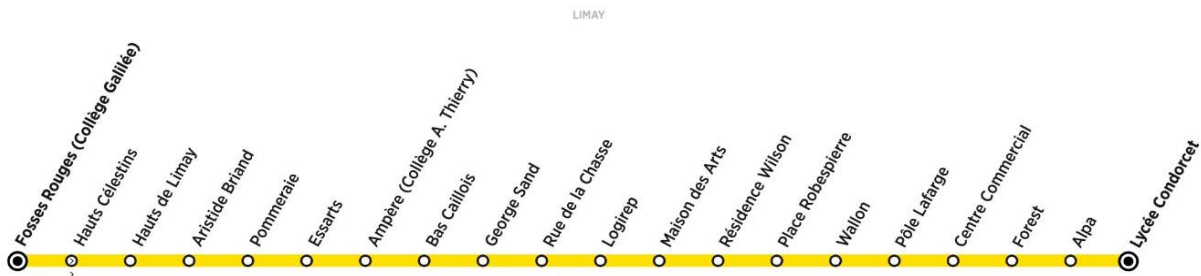 LIMAY
Fosses Rouges (Collège Galilée)
Hauts Célestins
Hauts de Limay
Aristide Briand
Pommeraie
Essarts
Ampère (Collège A. Thierry)
Bas Caillois
George Sand
Rue de la Chasse
Logirep
Maison des Arts
Résidence Wilson
Place Robespierre
Wallon
Pôle Lafarge
Centre Commercial
Forest
Alpa
Lycée Condorcet